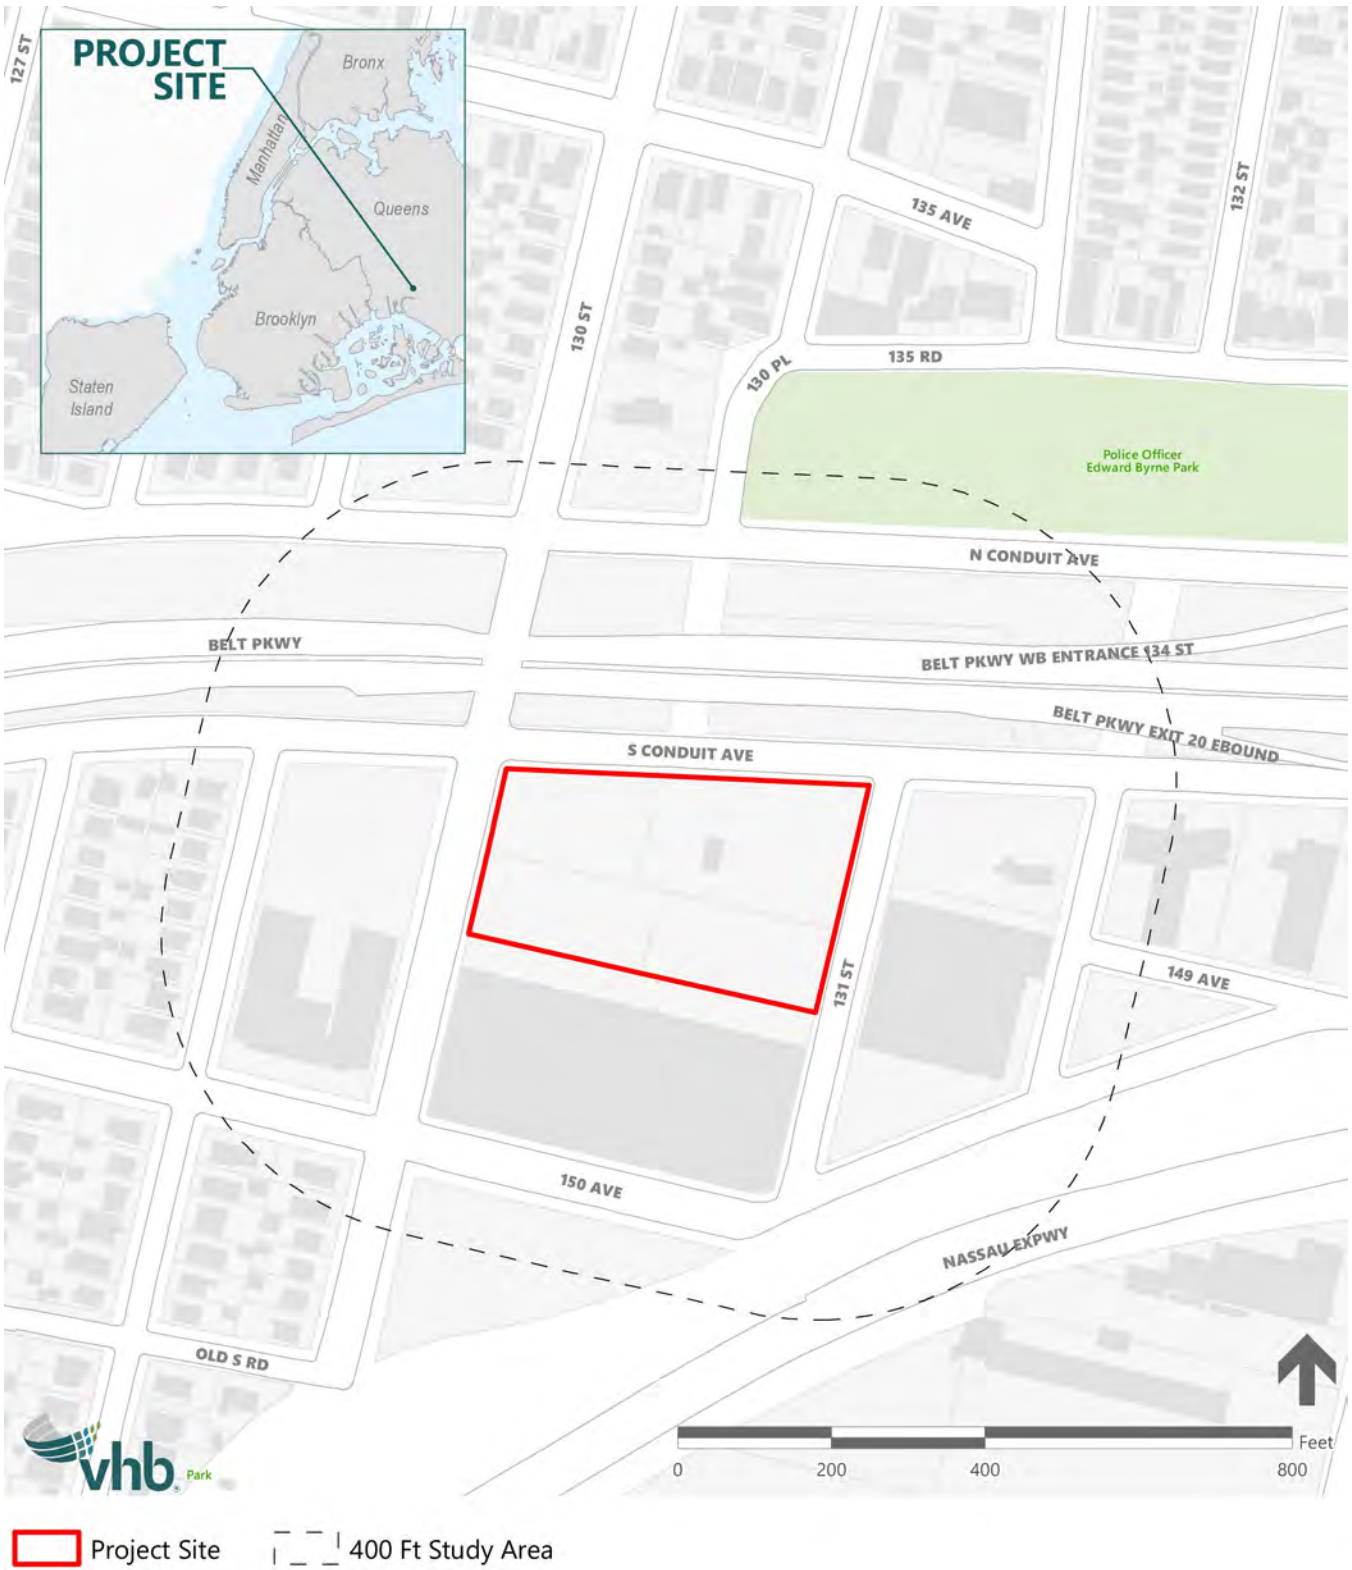 127 ST
PROJECT
SITE
Bronx
Manhattan
Queens
Brooklyn
Staten
Island
132 ST
135 AVE
130 ST
135 RD
130 PL
Police Officer
Edward Byrne Park
N CONDUIT AVE
BELT PKWY
BELT PKWY WB ENTRANCE 134 ST
BELT PKWY EXIT 20 EBOUND
S CONDUIT AVE
131 ST
149 AVE
150 AVE
NASSAU EXPWY
OLD S RD
vhb
Park
Feet
0 200 400 800
Project Site
400 Ft Study Area